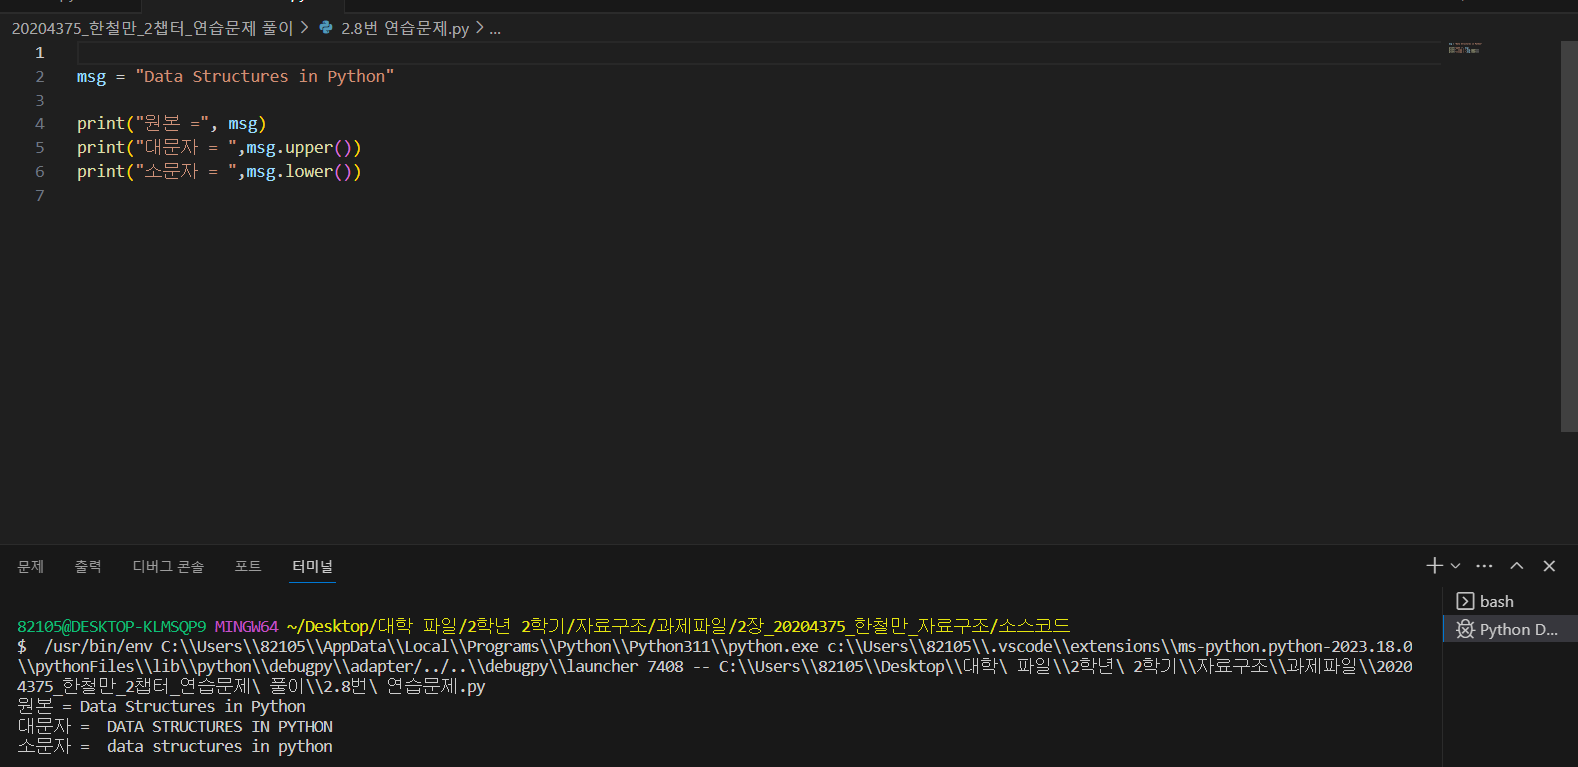 20204375_한철만_2챕터_연습문제 풀이 > 2.8번 연습문제.py > ...
1
2 msg = "Data Structures in Python"
3
4 print("원본 =", msg)
5 print("대문자 = ",msg.upper())
6 print("소문자 = ",msg.lower())
7
문제 출력 디버그 콘솔 포트 터미널
bash
Python D...
82105@DESKTOP-KLMSQP9 MINGW64 ~/Desktop/대학 파일/2학년 2학기/자료구조/과제파일/2장_20204375_한철만_자료구조/소스코드
$  /usr/bin/env C:\\Users\\82105\\AppData\\Local\\Programs\\Python\\Python311\\python.exe c:\\Users\\82105\\.vscode\\extensions\\ms-python.python-2023.18.0
\\pythonFiles\\lib\\python\\debugpy\\adapter/../..\\debugpy\\launcher 7408 -- C:\\Users\\82105\\Desktop\\대학\ 파일\\2학년\ 2학기\\자료구조\\과제파일\\2020
4375_한철만_2챕터_연습문제\ 풀이\\2.8번\ 연습문제.py
원본 = Data Structures in Python
대문자 =  DATA STRUCTURES IN PYTHON
소문자 =  data structures in python